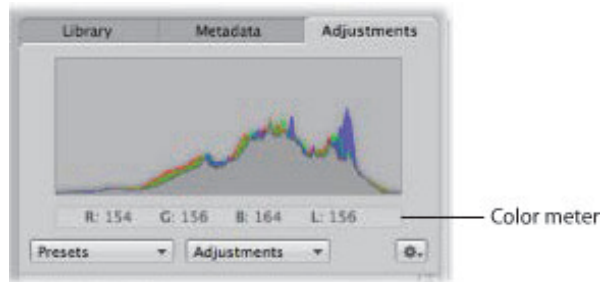 Library Metadata Adjustments
R: 154 G: 156 B: 164 L: 156
Color meter
Presets Adjustments